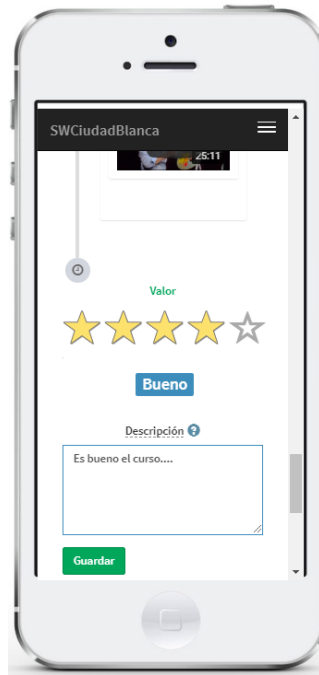 SWCiudadBlanca
25:11
Valor
Bueno
Descripción
Es bueno el curso....
Guardar